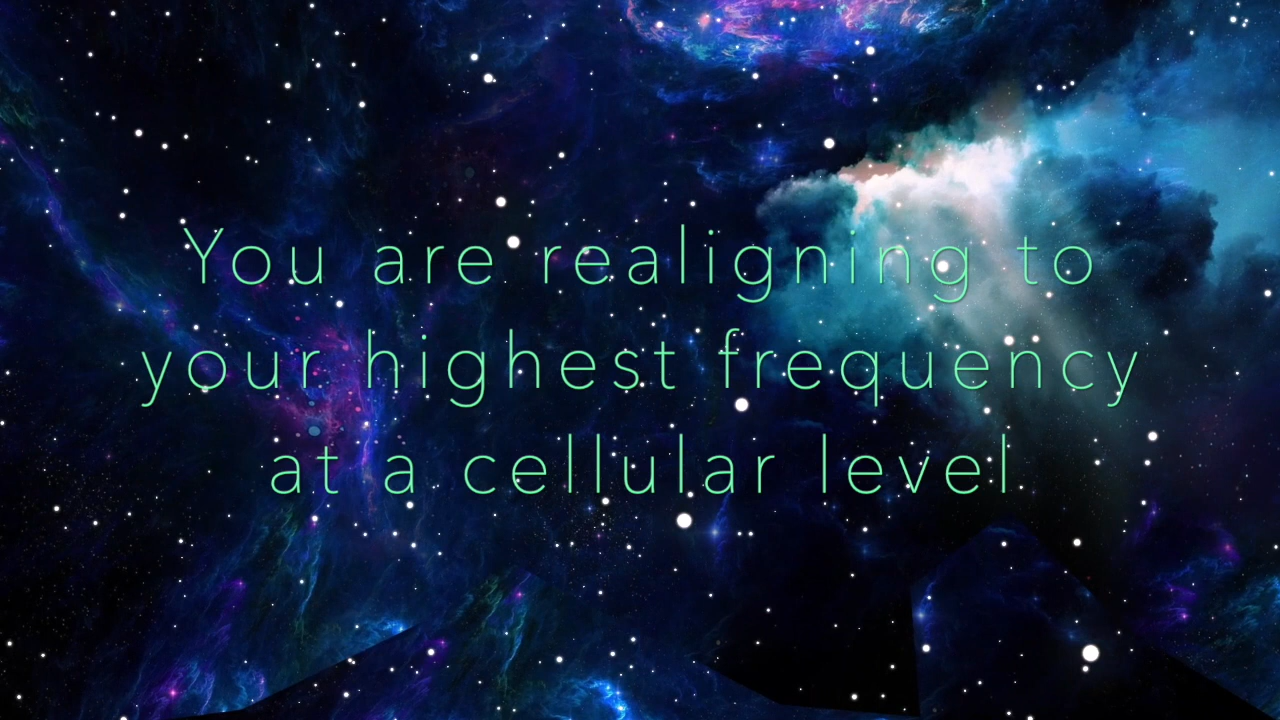 You are realigning to
your highest frequency
at a cellular level